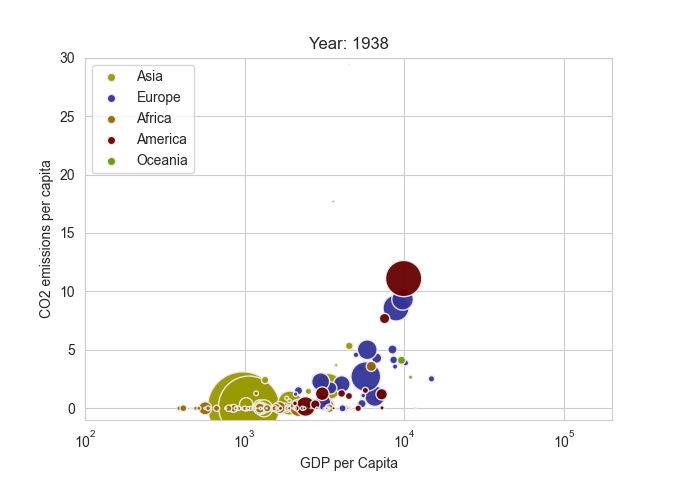 Year: 1938
CO2 emissions per capita
30
25
20
15
10
5
0
Asia
Europe
Africa
America
Oceania
10²
10³
10⁴
10⁵
GDP per Capita